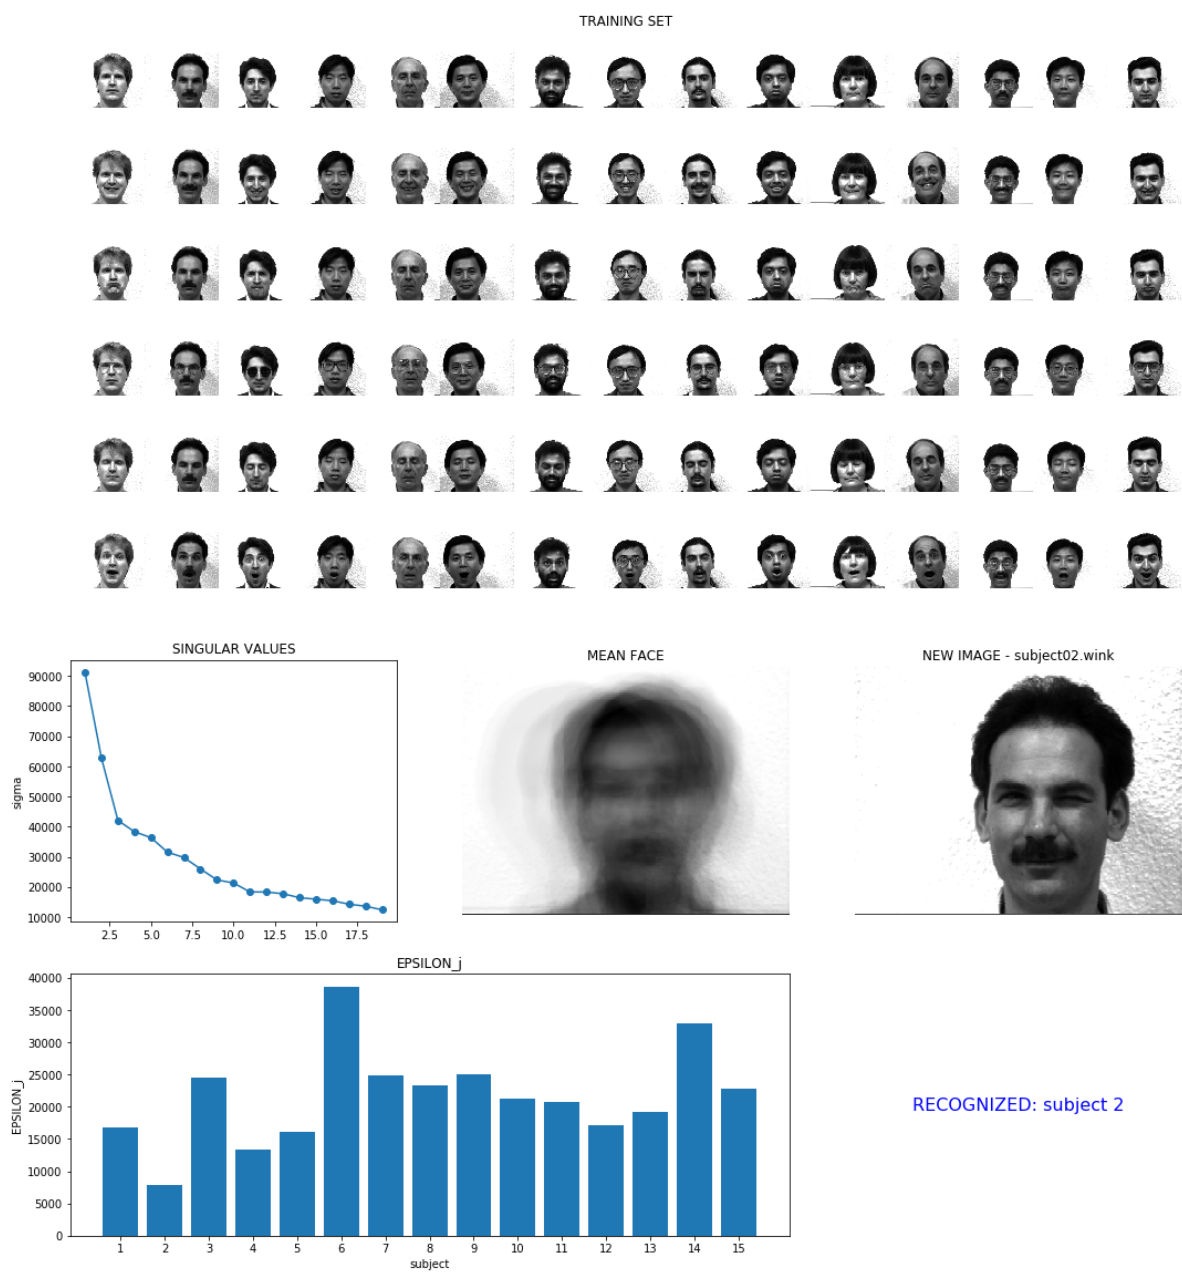 TRAINING SET
SINGULAR VALUES
sigma
90000
80000
70000
60000
50000
40000
30000
20000
10000
2.5 5.0 7.5 10.0 12.5 15.0 17.5
MEAN FACE
NEW IMAGE - subject02.wink
EPSILON_j
EPSILON_j
40000
35000
30000
25000
20000
15000
10000
5000
0
1 2 3 4 5 6 7 8 9 10 11 12 13 14 15
subject
RECOGNIZED: subject 2